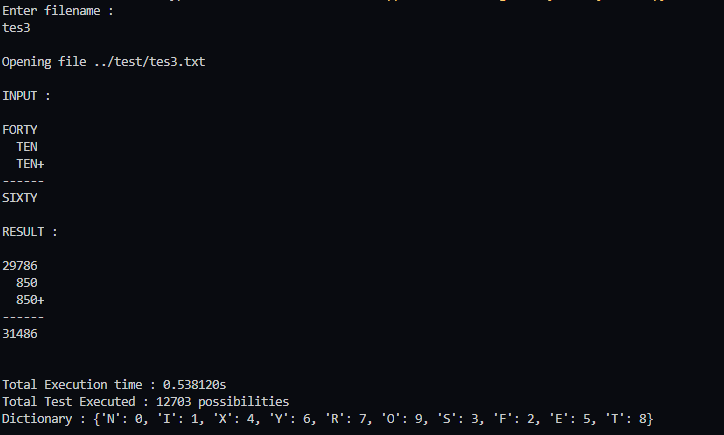 Enter filename :
tes3
Opening file ../test/tes3.txt
INPUT :
FORTY
  TEN
  TEN+
------
SIXTY
RESULT :
29786
  850
  850+
------
31486
Total Execution time : 0.538120s
Total Test Executed : 12703 possibilities
Dictionary : {'N': 0, 'I': 1, 'X': 4, 'Y': 6, 'R': 7, 'O': 9, 'S': 3, 'F': 2, 'E': 5, 'T': 8}